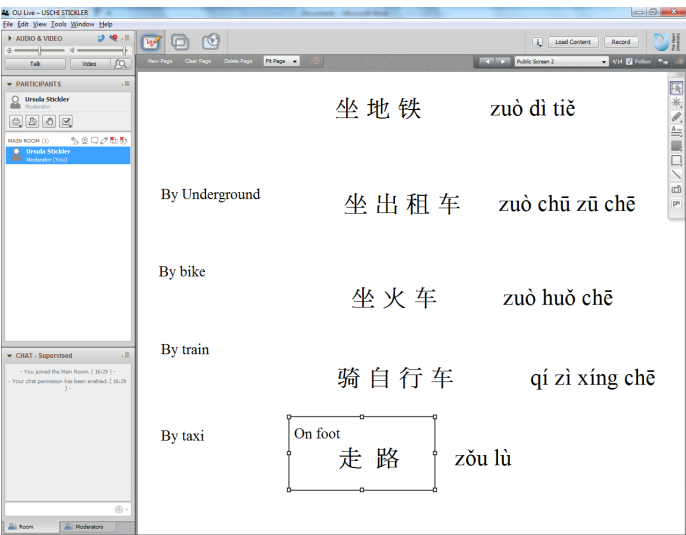 OU Live - USCHI STICKLER
File Edit View Tools Window Help
AUDIO & VIDEO
Talk
Video
PARTICIPANTS
Ursula Stickler
Moderator
MAIN ROOM (1)
Ursula Stickler
Moderator (You)
CHAT - Supervised
- You joined the Main Room. ( 16:29 ) -
- Your chat permission has been enabled. ( 16:29 ) -
Room
Moderators
Load Content
Record
New Page
Clear Page
Delete Page
Fit Page
Public Screen 2
4/14
Follow
坐 地 铁 zuò dì tiě
By Underground
坐 出 租 车 zuò chū zū chē
By bike
坐 火 车 zuò huǒ chē
By train
骑 自 行 车 qí zì xíng chē
By taxi
On foot
走 路 zǒu lù